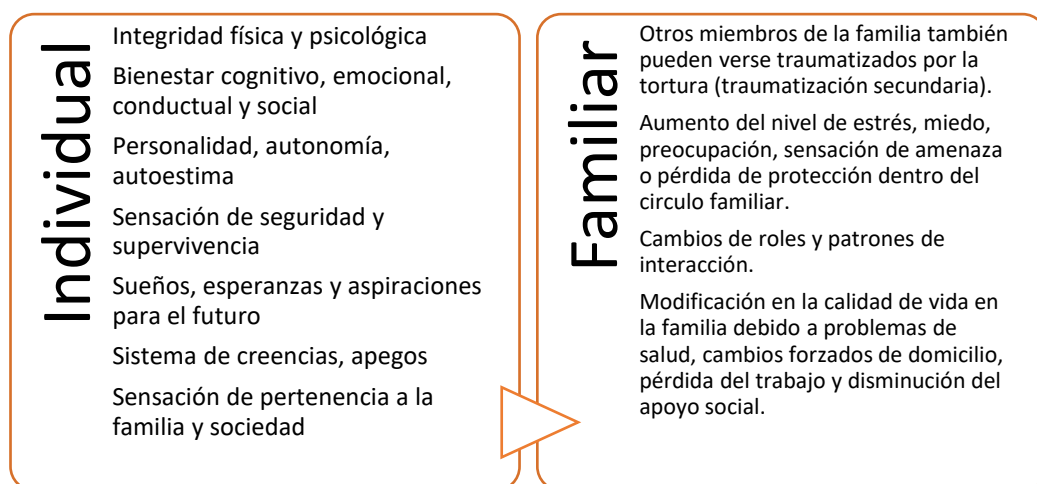 Individual
Integridad física y psicológica
Bienestar cognitivo, emocional,
conductual y social
Personalidad, autonomía,
autoestima
Sensación de seguridad y
supervivencia
Sueños, esperanzas y aspiraciones
para el futuro
Sistema de creencias, apegos
Sensación de pertenencia a la
familia y sociedad
Familiar
Otros miembros de la familia también
pueden verse traumatizados por la
tortura (traumatización secundaria).
Aumento del nivel de estrés, miedo,
preocupación, sensación de amenaza
o pérdida de protección dentro del
circulo familiar.
Cambios de roles y patrones de
interacción.
Modificación en la calidad de vida en
la familia debido a problemas de
salud, cambios forzados de domicilio,
pérdida del trabajo y disminución del
apoyo social.